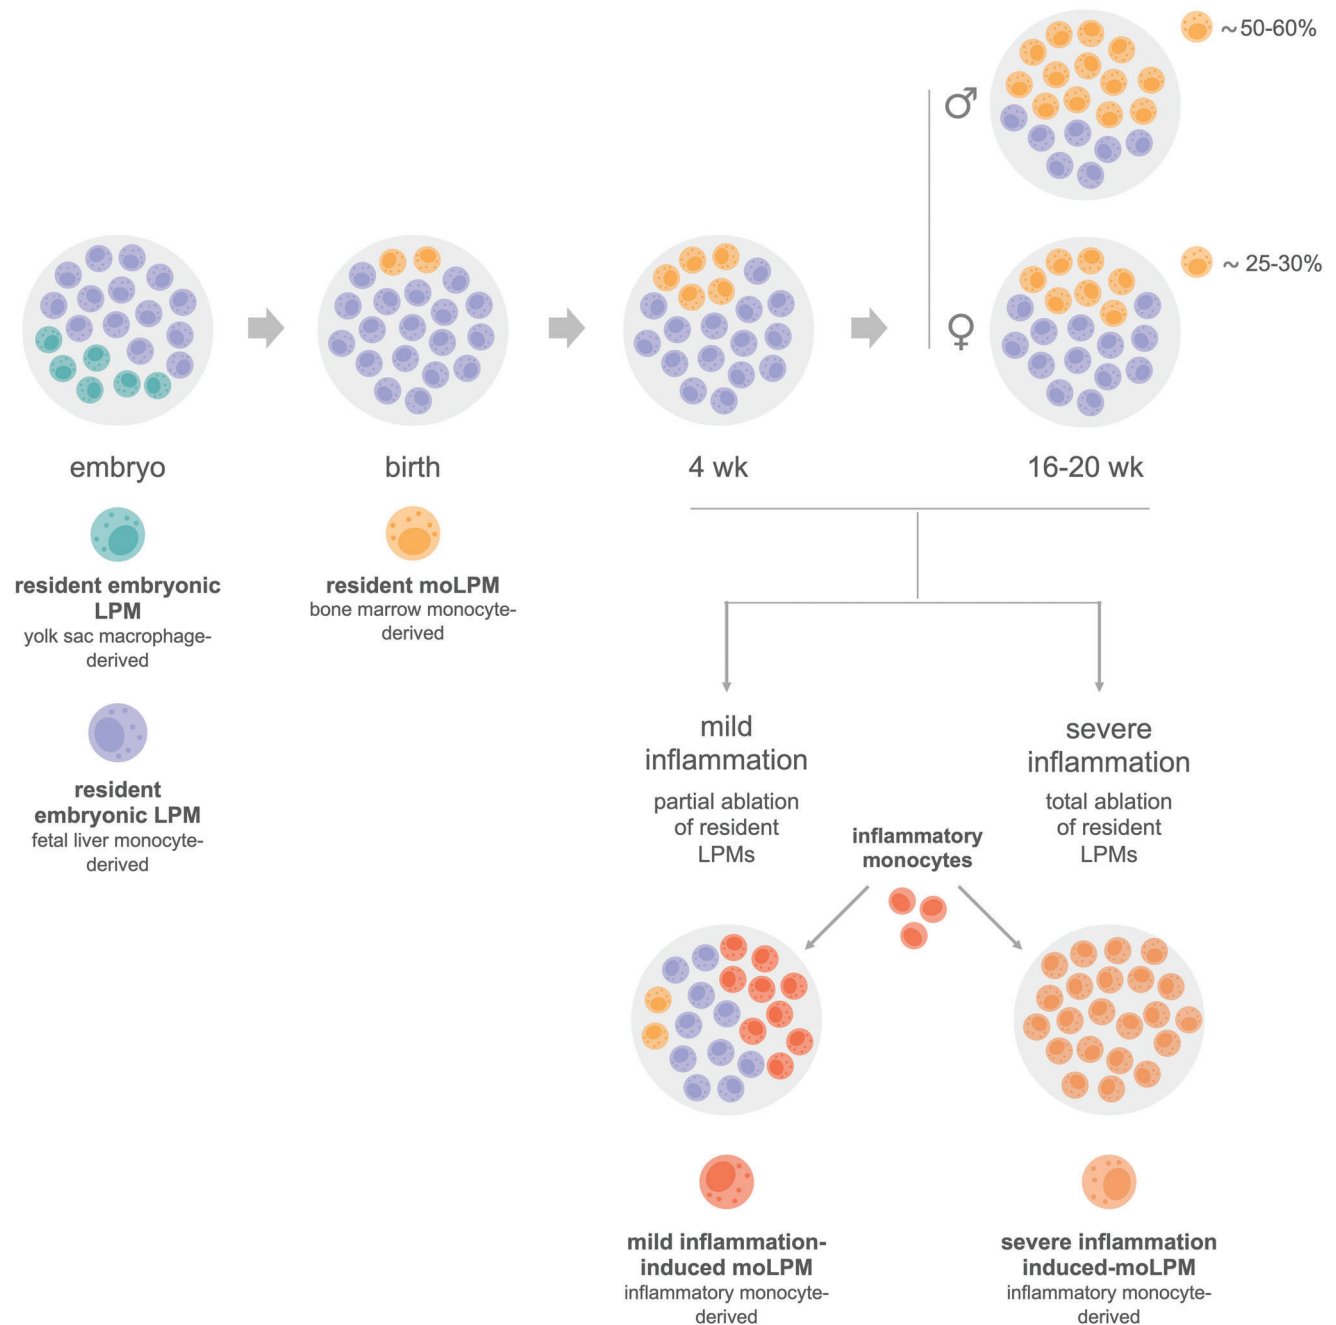 ~50-60%
♂
~ 25-30%
♀
embryo
birth
4 wk
16-20 wk
resident embryonic
LPM
yolk sac macrophage-
derived
resident moLPM
bone marrow monocyte-
derived
resident
embryonic LPM
fetal liver monocyte-
derived
mild
inflammation
partial ablation
of resident
LPMs
severe
inflammation
total ablation
of resident
LPMs
inflammatory
monocytes
mild inflammation-
induced moLPM
inflammatory monocyte-
derived
severe inflammation
induced-moLPM
inflammatory monocyte-
derived